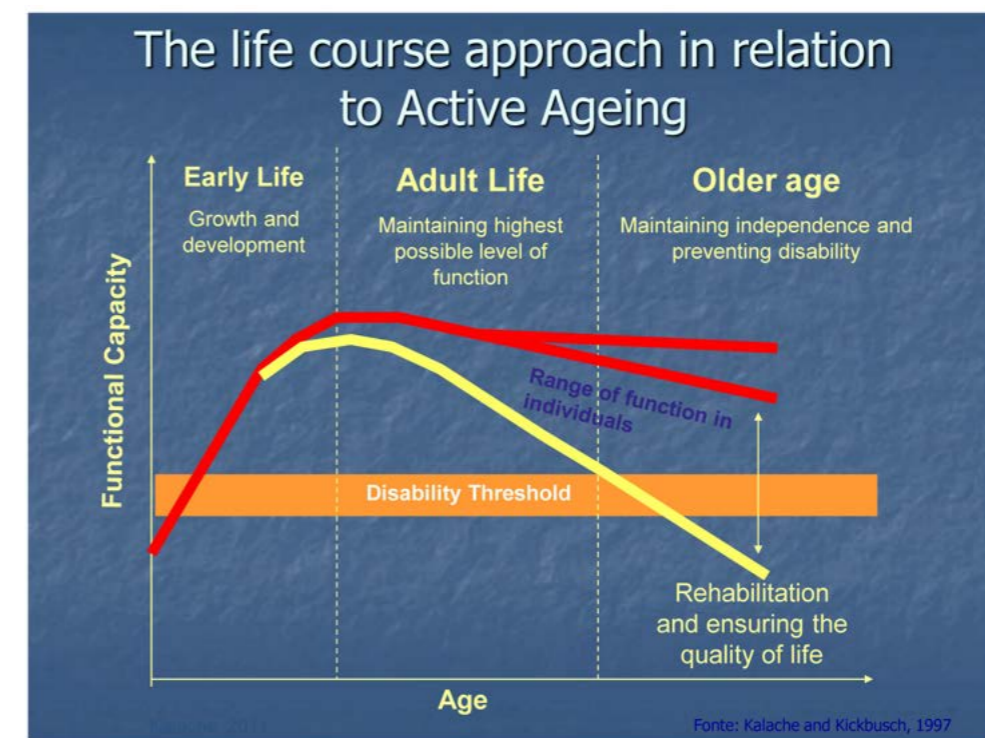 The life course approach in relation
to Active Ageing
Early Life
Growth and
development
Adult Life
Maintaining highest
possible level of
function
Older age
Maintaining independence and
preventing disability
Functional Capacity
Range of function in
individuals
Disability Threshold
Rehabilitation
and ensuring the
quality of life
Age
Fonte: Kalache and Kickbusch, 1997